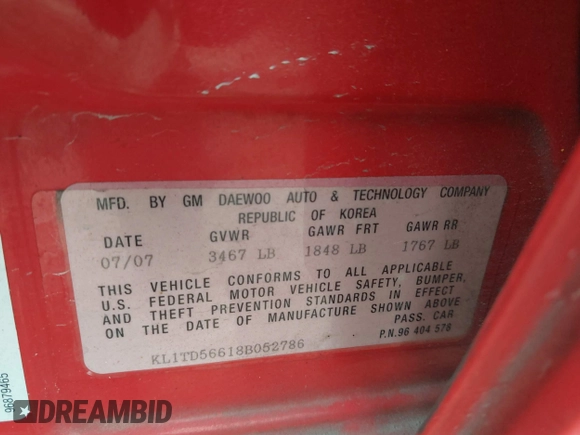 MFD. BY GM DAEWOO AUTO & TECHNOLOGY COMPANY
REPUBLIC OF KOREA
DATE GVWR GAWR FRT GAWR RR
07/07 3467 LB 1848 LB 1767 LB
THIS VEHICLE CONFORMS TO ALL APPLICABLE
U.S. FEDERAL MOTOR VEHICLE SAFETY, BUMPER,
AND THEFT PREVENTION STANDARDS IN EFFECT
ON THE DATE OF MANUFACTURE SHOWN ABOVE
PASS. CAR
P.N.96 404 578
KL1TD56618B052786
96879465
DREAMBID